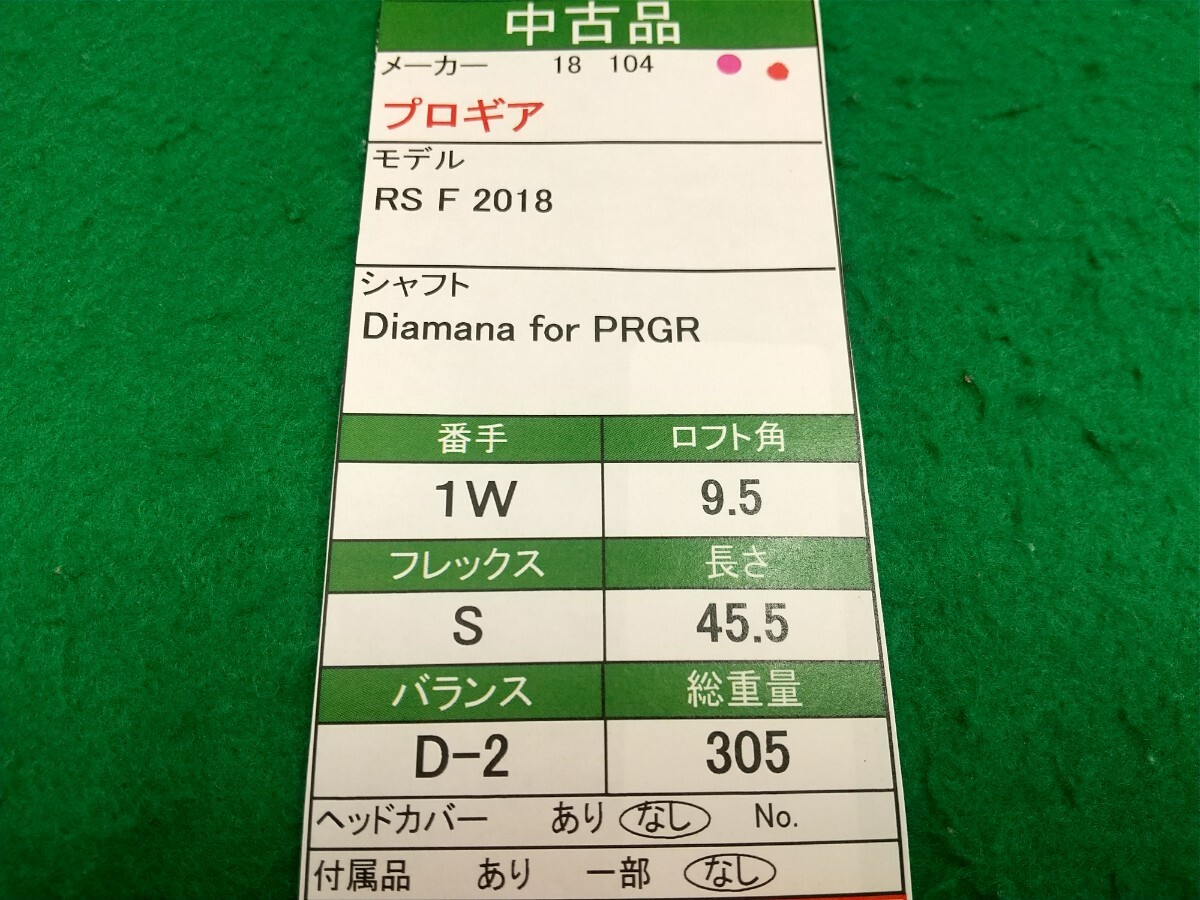 中古品
メーカー 18 104
プロギア
モデル
RS F 2018
シャフト
Diamana for PRGR
番手 ロフト角
1W 9.5
フレックス 長さ
S 45.5
バランス 総重量
D-2 305
ヘッドカバー あり なし No.
付属品 あり 一部 なし